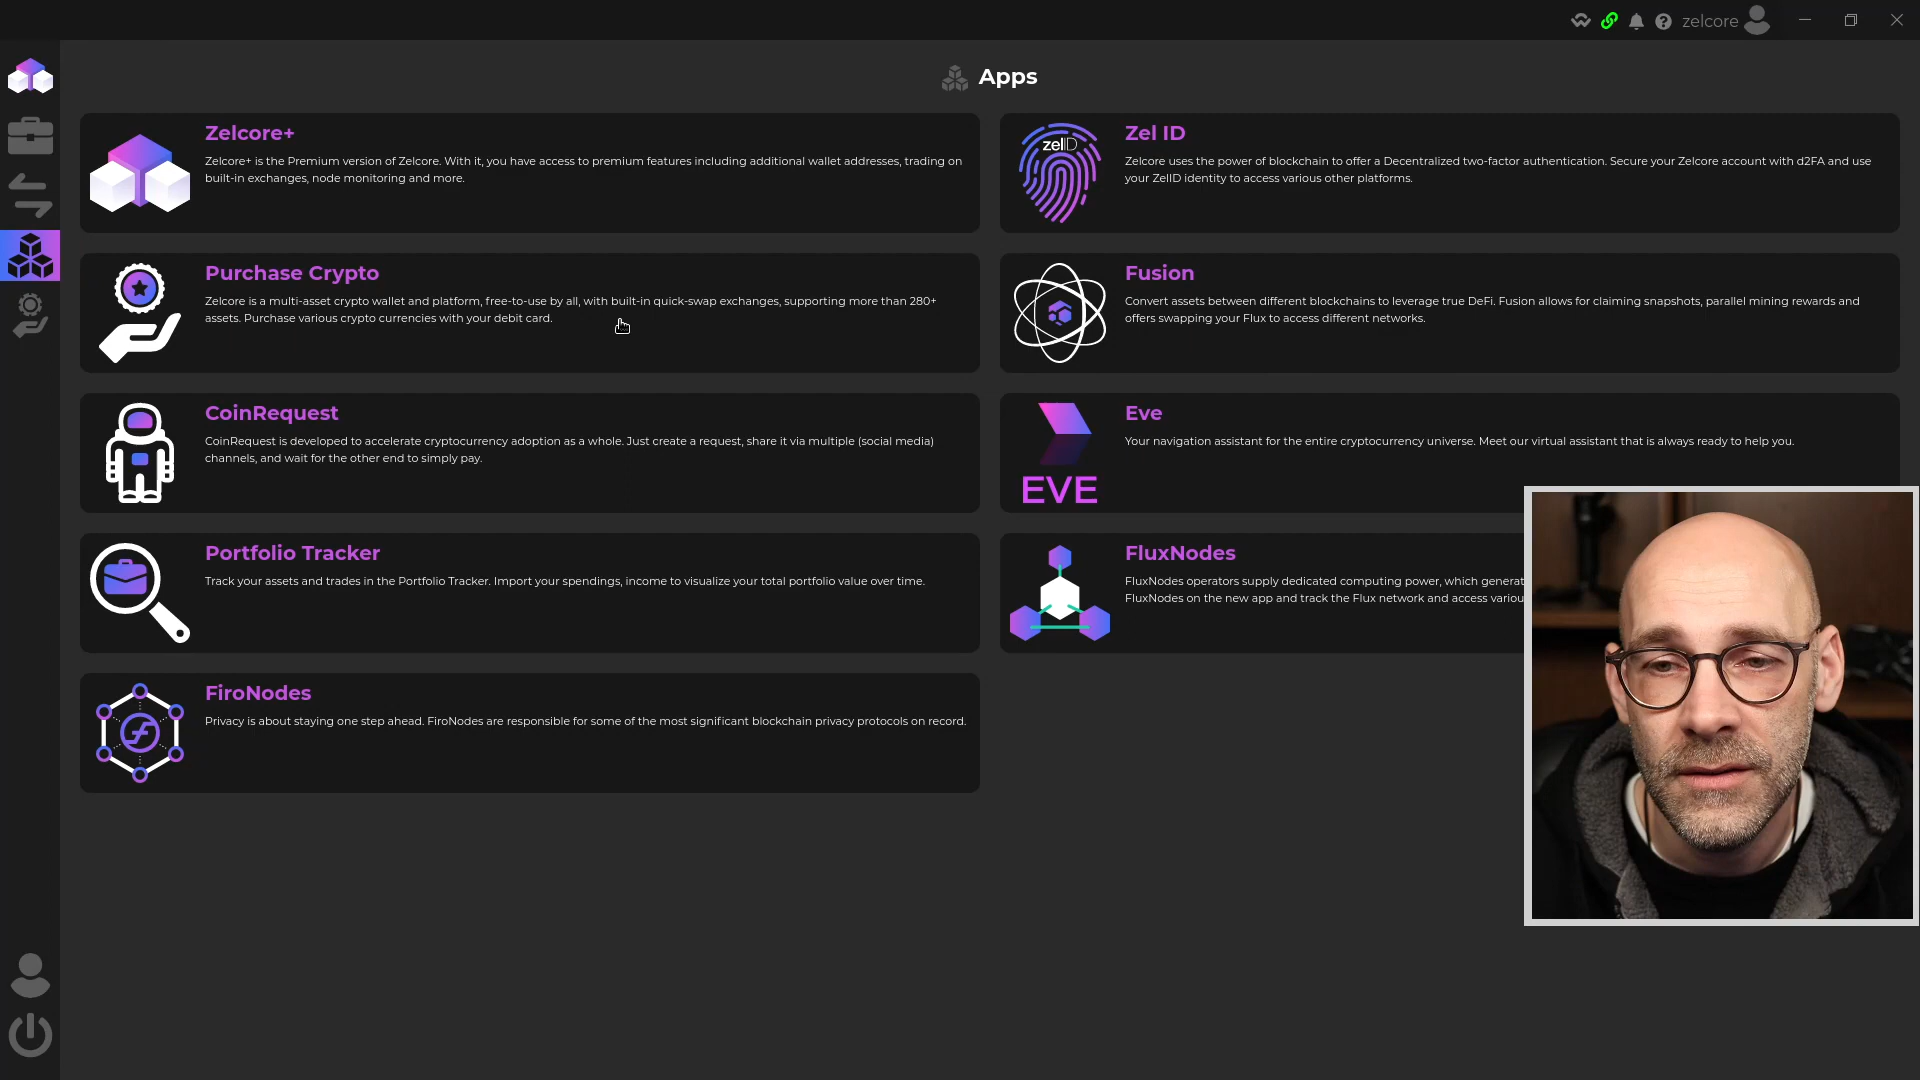 zelcore
Apps
Zelcore+
Zelcore+ is the Premium version of Zelcore. With it, you have access to premium features including additional wallet addresses, trading on
built-in exchanges, node monitoring and more.
zelID
Zel ID
Zelcore uses the power of blockchain to offer a Decentralized two-factor authentication. Secure your Zelcore account with d2FA and use
your ZelID identity to access various other platforms.
Purchase Crypto
Zelcore is a multi-asset crypto wallet and platform, free-to-use by all, with built-in quick-swap exchanges, supporting more than 280+
assets. Purchase various crypto currencies with your debit card.
Fusion
Convert assets between different blockchains to leverage true DeFi. Fusion allows for claiming snapshots, parallel mining rewards and
offers swapping your Flux to access different networks.
CoinRequest
CoinRequest is developed to accelerate cryptocurrency adoption as a whole. Just create a request, share it via multiple (social media)
channels, and wait for the other end to simply pay.
Eve
Your navigation assistant for the entire cryptocurrency universe. Meet our virtual assistant that is always ready to help you.
EVE
Portfolio Tracker
Track your assets and trades in the Portfolio Tracker. Import your spendings, income to visualize your total portfolio value over time.
FluxNodes
FluxNodes operators supply dedicated computing power, which generat
FluxNodes on the new app and track the Flux network and access variou
FiroNodes
Privacy is about staying one step ahead. FiroNodes are responsible for some of the most significant blockchain privacy protocols on record.